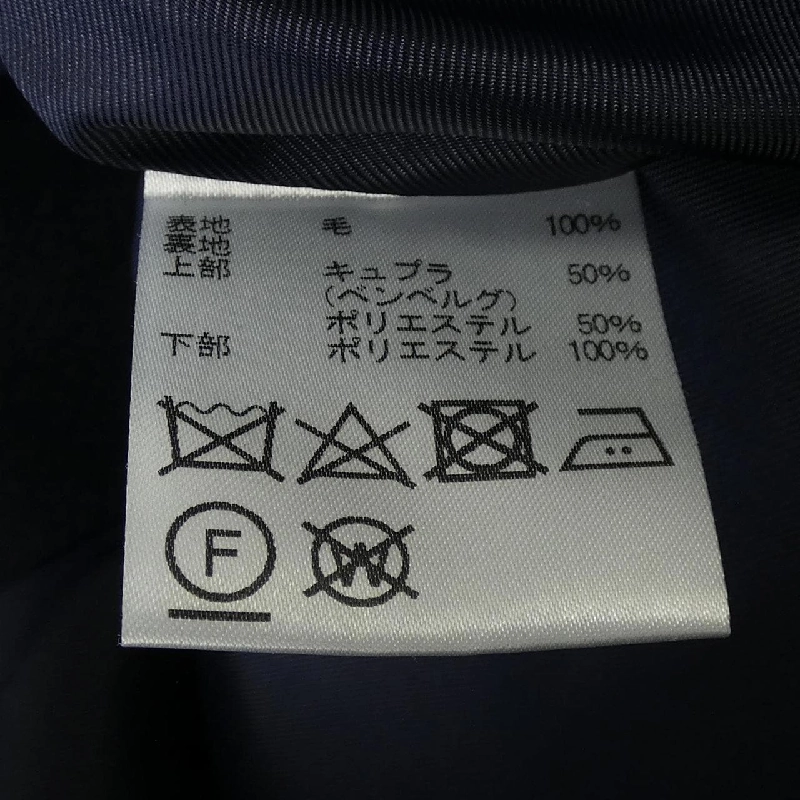 表地 毛 100%
裏地
上部 キュプラ 50%
(ベンベルグ)
ポリエステル 50%
下部 ポリエステル 100%
F
W